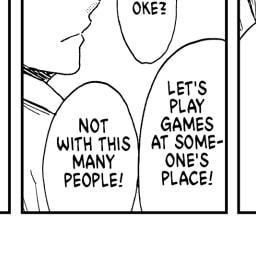 OKE?
LET'S
PLAY
GAMES
AT SOME-
ONE'S
PLACE!
NOT
WITH THIS
MANY
PEOPLE!